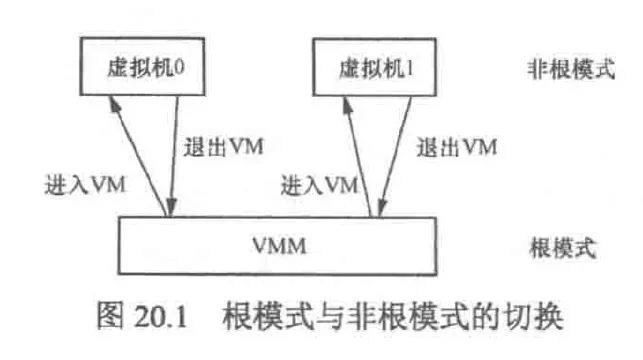 虚拟机0 虚拟机1 非根模式
退出VM 退出VM
进入VM 进入VM
VMM 根模式
图 20.1 根模式与非根模式的切换